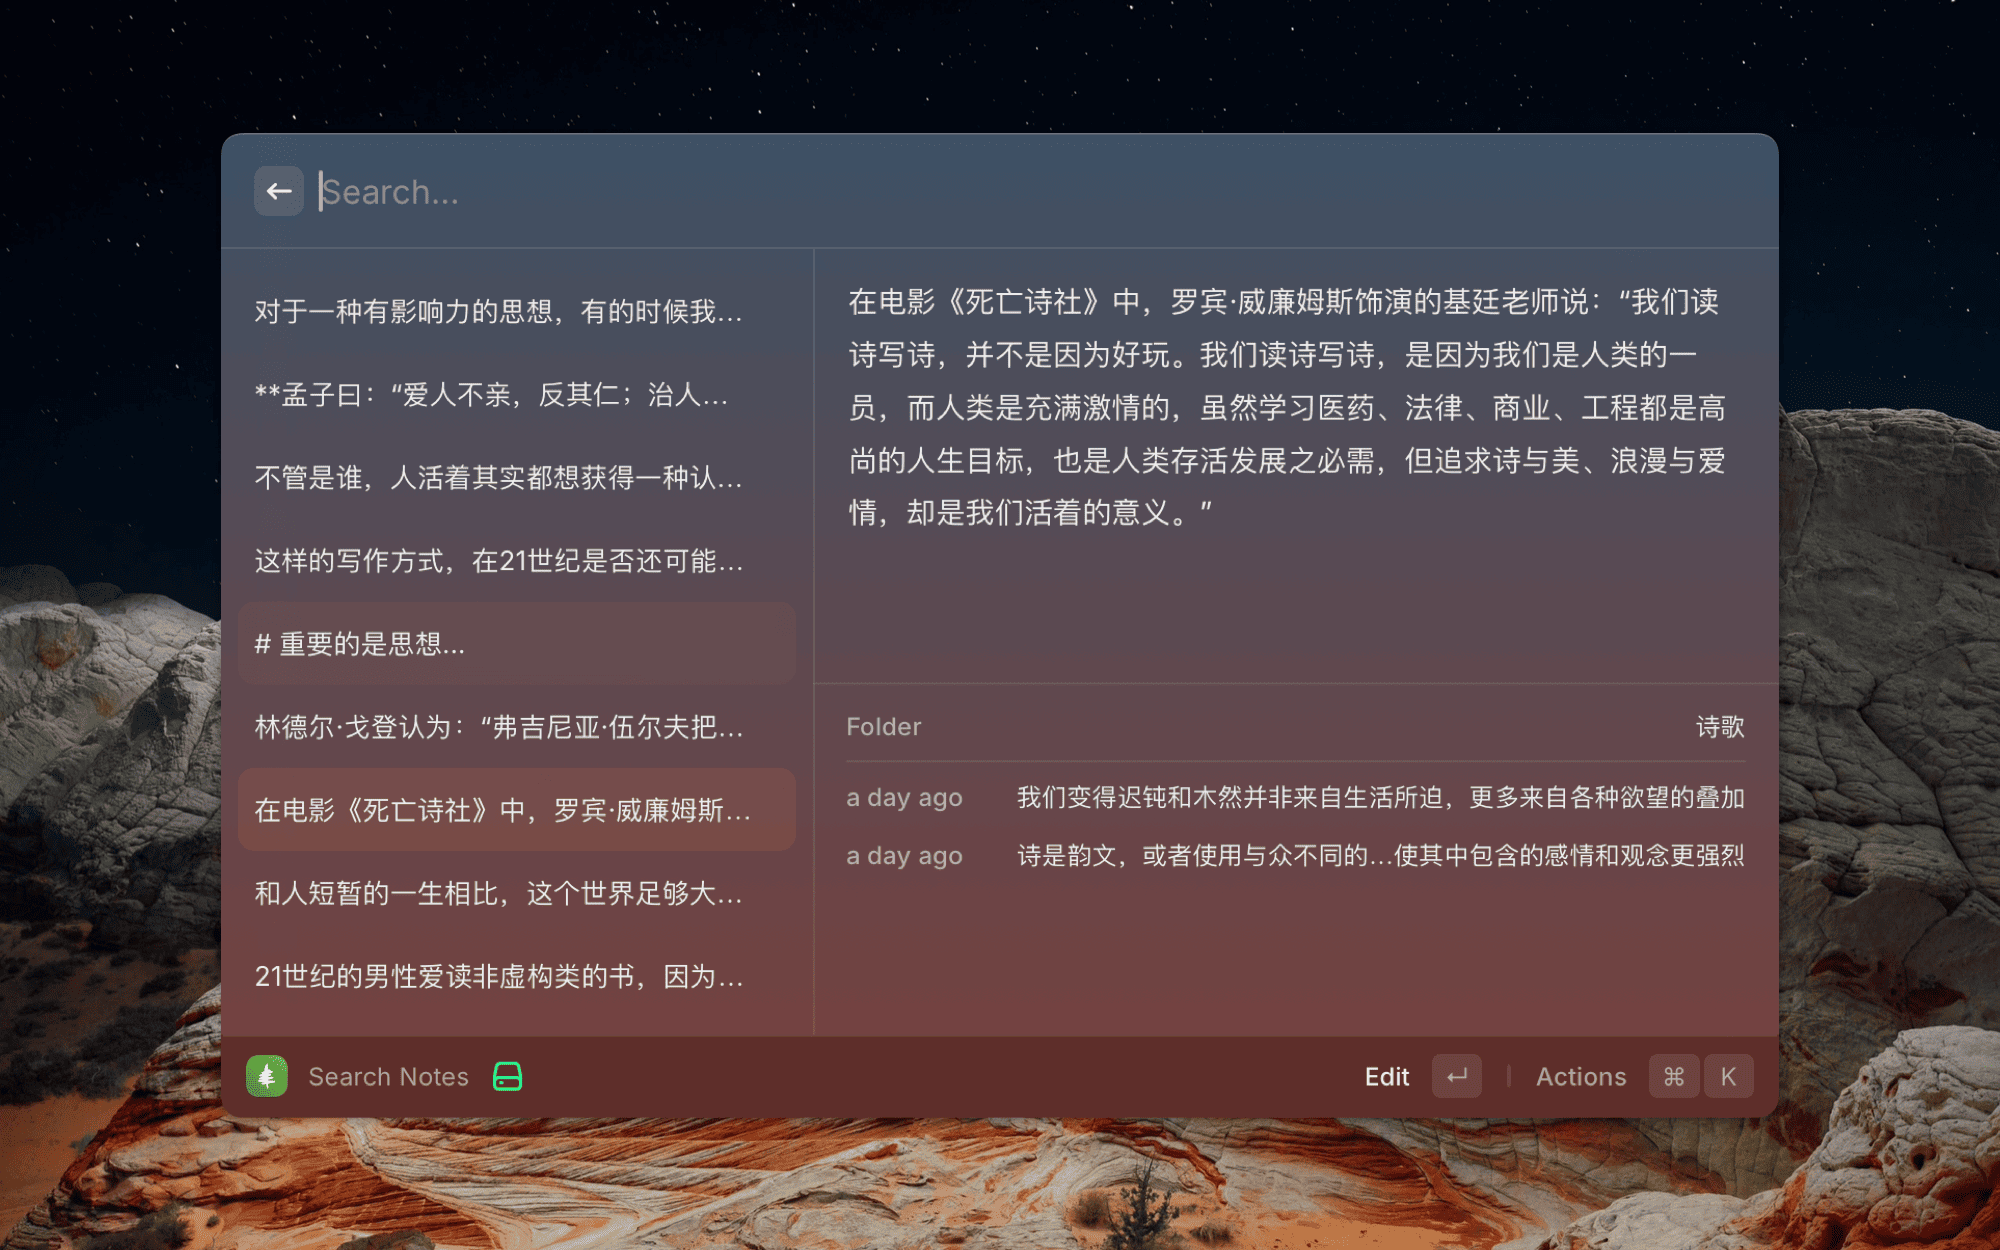 Search...
对于一种有影响力的思想，有的时候我...
**孟子曰：“爱人不亲，反其仁；治人...
不管是谁，人活着其实都想获得一种认...
这样的写作方式，在21世纪是否还可能...
# 重要的是思想...
林德尔·戈登认为：“弗吉尼亚·伍尔夫把...
在电影《死亡诗社》中，罗宾·威廉姆斯...
和人短暂的一生相比，这个世界足够大...
21世纪的男性爱读非虚构类的书，因为...
在电影《死亡诗社》中，罗宾·威廉姆斯饰演的基廷老师说：“我们读
诗写诗，并不是因为好玩。我们读诗写诗，是因为我们是人类的一
员，而人类是充满激情的，虽然学习医药、法律、商业、工程都是高
尚的人生目标，也是人类存活发展之必需，但追求诗与美、浪漫与爱
情，却是我们活着的意义。”
Folder 诗歌
a day ago 我们变得迟钝和木然并非来自生活所迫，更多来自各种欲望的叠加
a day ago 诗是韵文，或者使用与众不同的...使其中包含的感情和观念更强烈
Search Notes Edit ↵ Actions ⌘ K